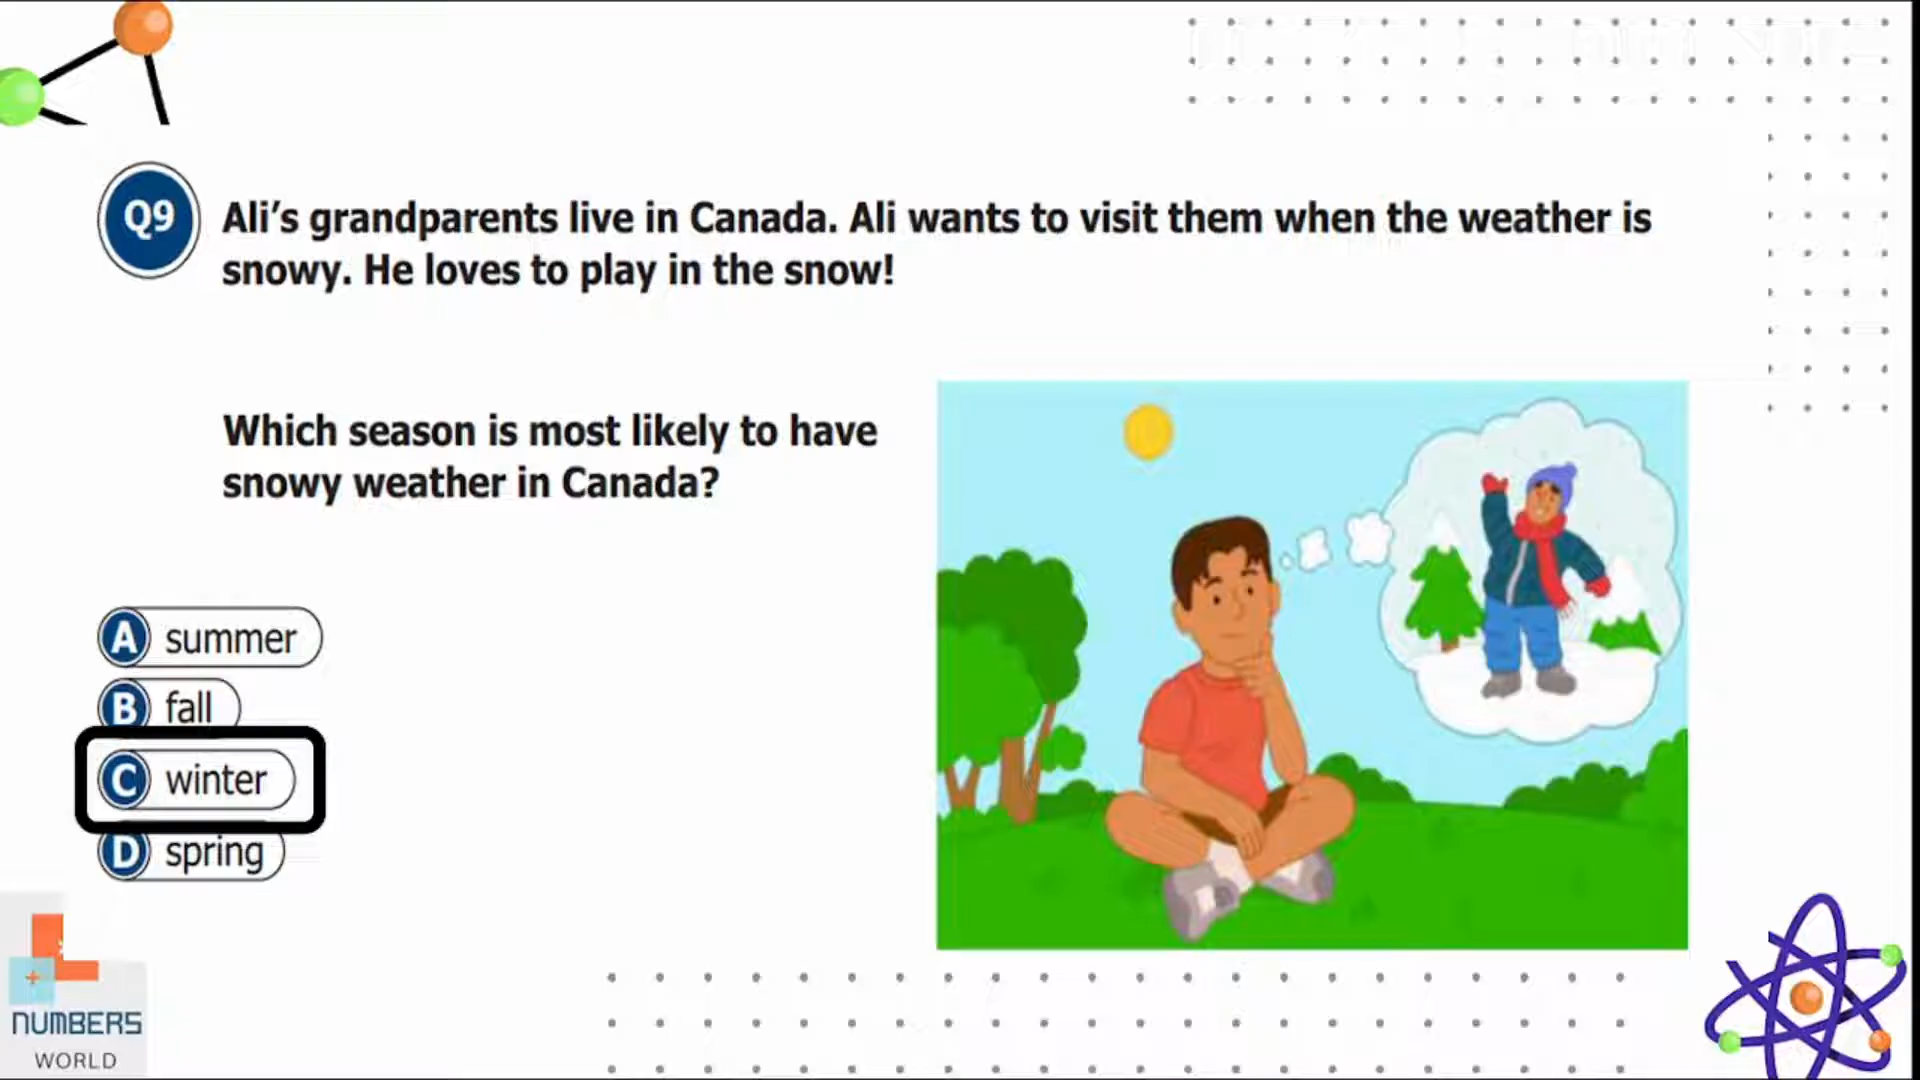 Q9
Ali's grandparents live in Canada. Ali wants to visit them when the weather is
snowy. He loves to play in the snow!
Which season is most likely to have
snowy weather in Canada?
A summer
B fall
C winter
D spring
NUMBERS
WORLD